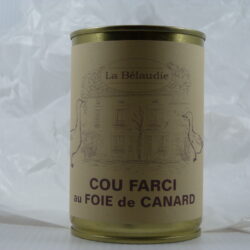 La Bélaudie
COU FARCI
au FOIE de CANARD